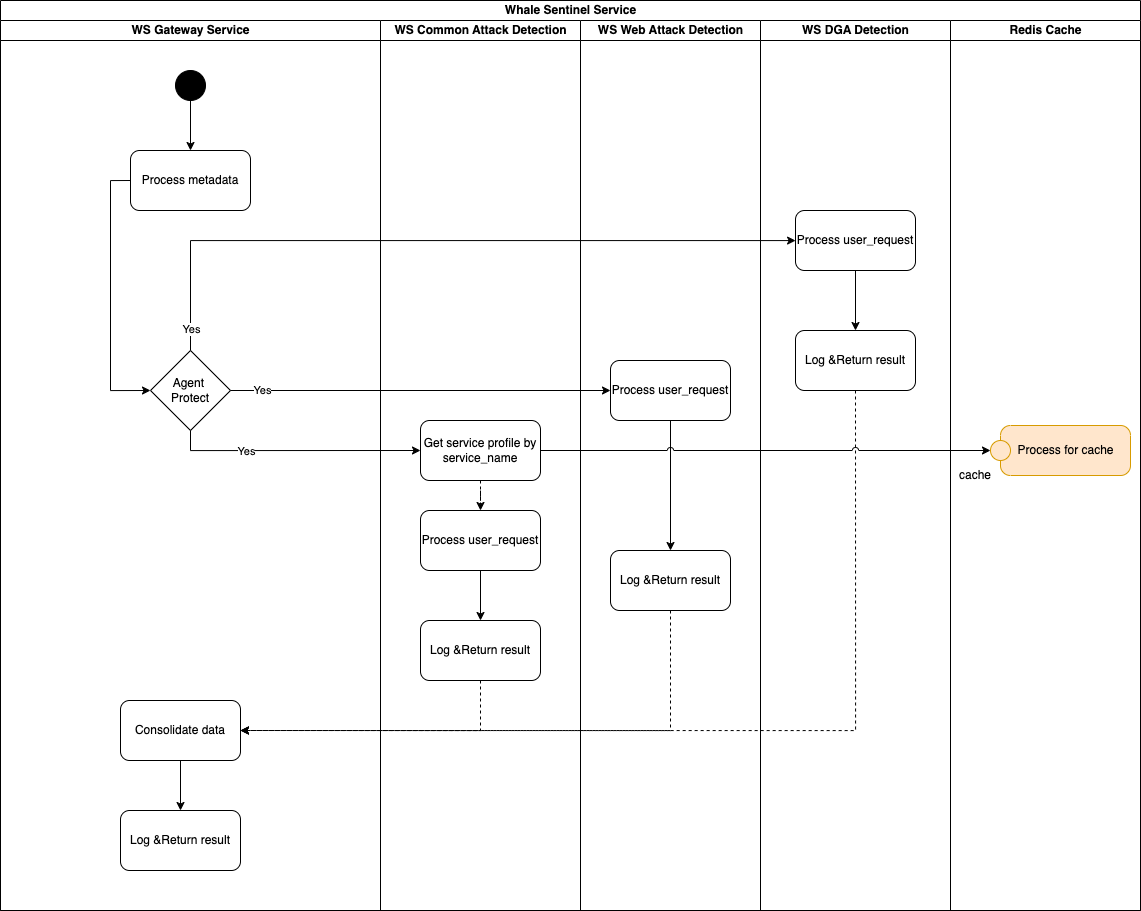 Whale Sentinel Service
WS Gateway Service
WS Common Attack Detection
WS Web Attack Detection
WS DGA Detection
Redis Cache
Process metadata
Process user_request
Yes
Log &Return result
Agent
Protect
Yes
Process user_request
Yes
Get service profile by
service_name
Process for cache
cache
Process user_request
Log &Return result
Log &Return result
Consolidate data
Log &Return result